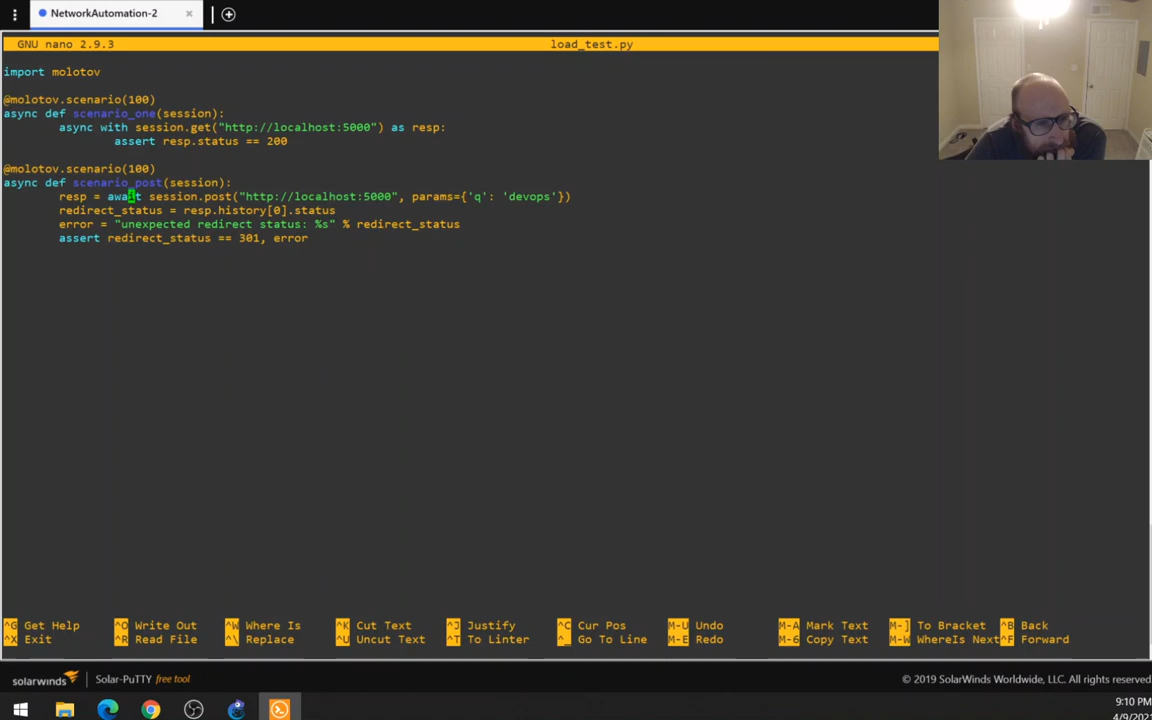 NetworkAutomation-2 ×
GNU nano 2.9.3 load_test.py
import molotov
@molotov.scenario(100)
async def scenario_one(session):
async with session.get("http://localhost:5000") as resp:
assert resp.status == 200
@molotov.scenario(100)
async def scenario_post(session):
resp = await session.post("http://localhost:5000", params={'q': 'devops'})
redirect_status = resp.history[0].status
error = "unexpected redirect status: %s" % redirect_status
assert redirect_status == 301, error
^G Get Help ^O Write Out ^W Where Is ^K Cut Text ^J Justify ^C Cur Pos M-U Undo M-A Mark Text M-] To Bracket ^B Back
^X Exit ^R Read File ^\ Replace ^U Uncut Text ^T To Linter ^_ Go To Line M-E Redo M-6 Copy Text M-W WhereIs Next ^F Forward
solarwinds Solar-PuTTY free tool © 2019 SolarWinds Worldwide, LLC. All rights reserved.
9:10 PM